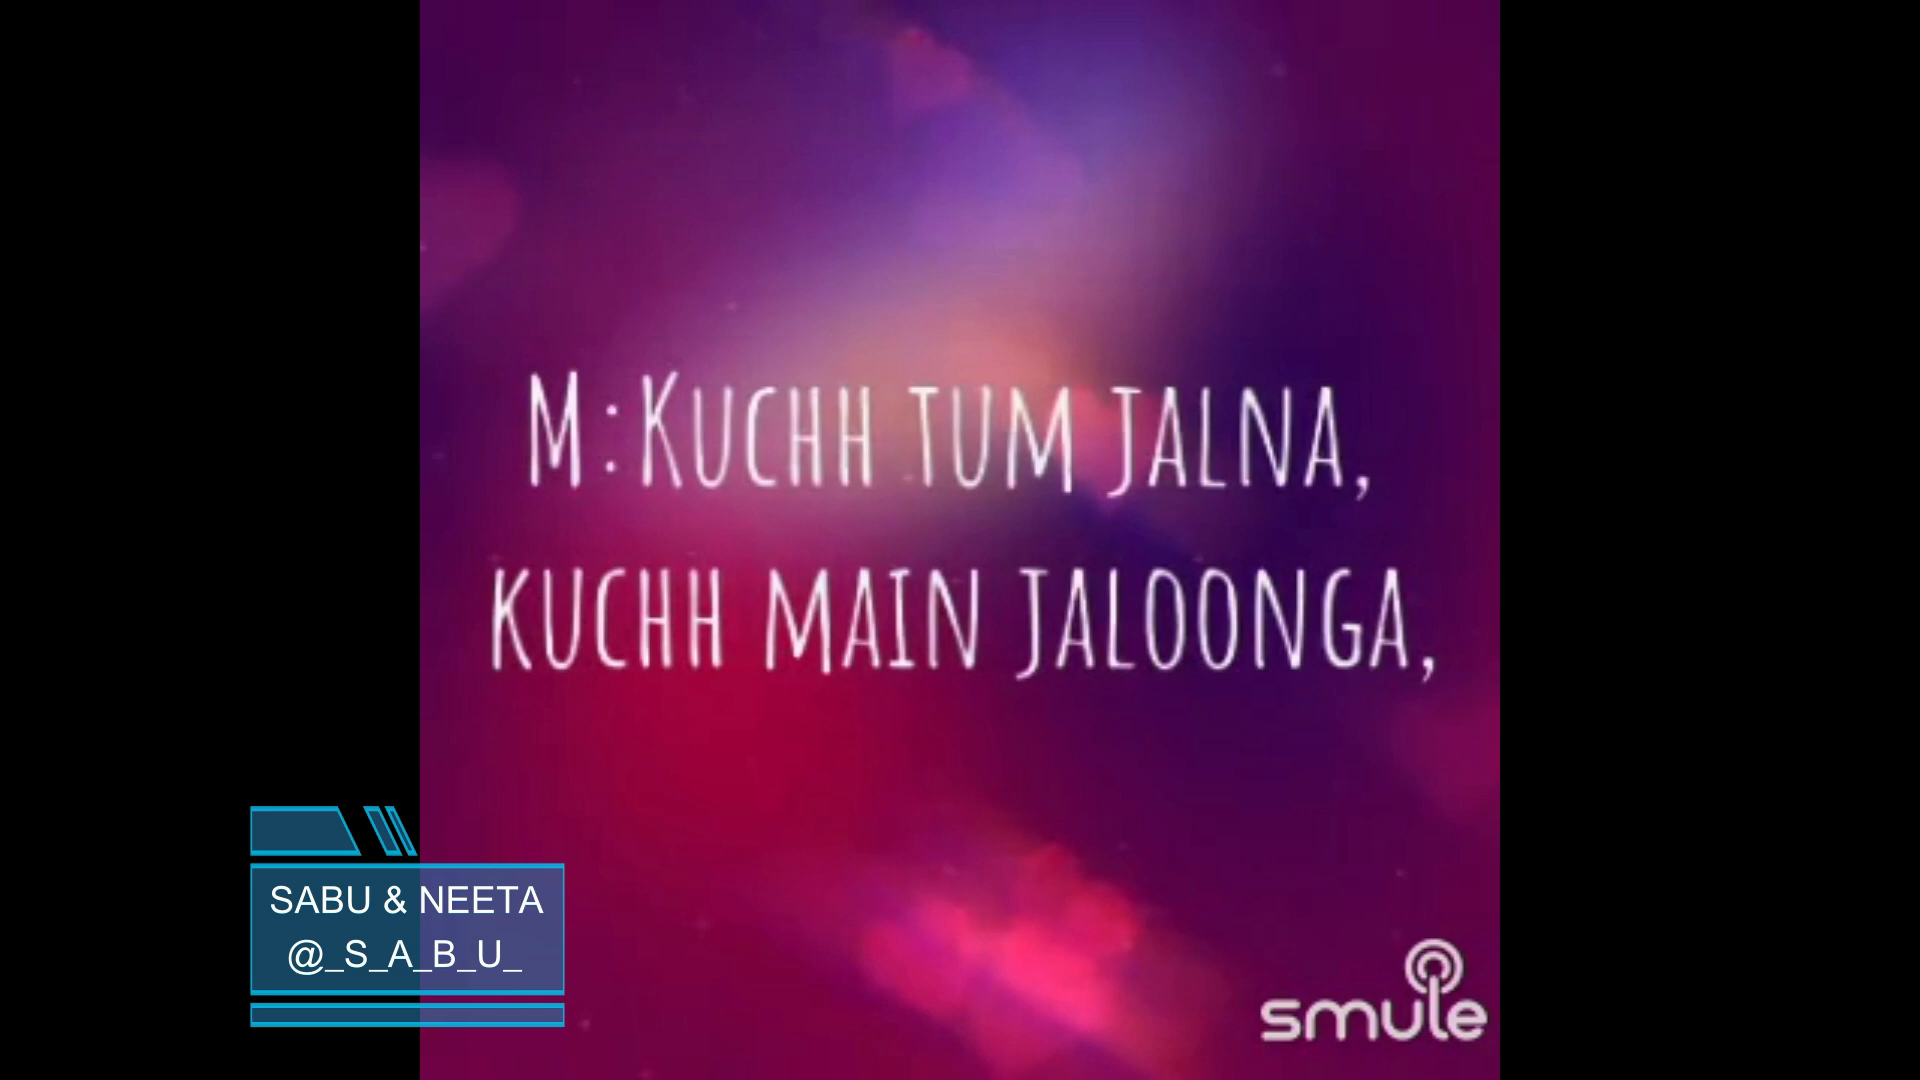 M:Kuchh tum jalna,
kuchh main jaloonga,
SABU & NEETA
@_S_A_B_U_
smule